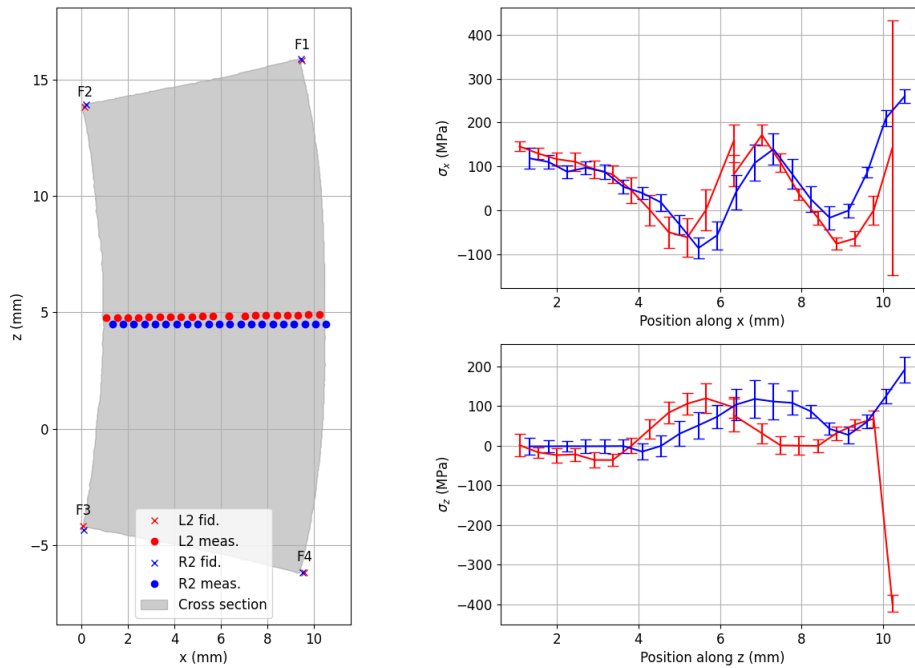 F1
F2
F3
F4
15
10
5
0
−5
z (mm)
0
2
4
6
8
10
x (mm)
L2 fid.
L2 meas.
R2 fid.
R2 meas.
Cross section
400
300
200
100
0
−100
σx (MPa)
2
4
6
8
10
Position along x (mm)
200
100
0
−100
−200
−300
−400
σz (MPa)
2
4
6
8
10
Position along z (mm)